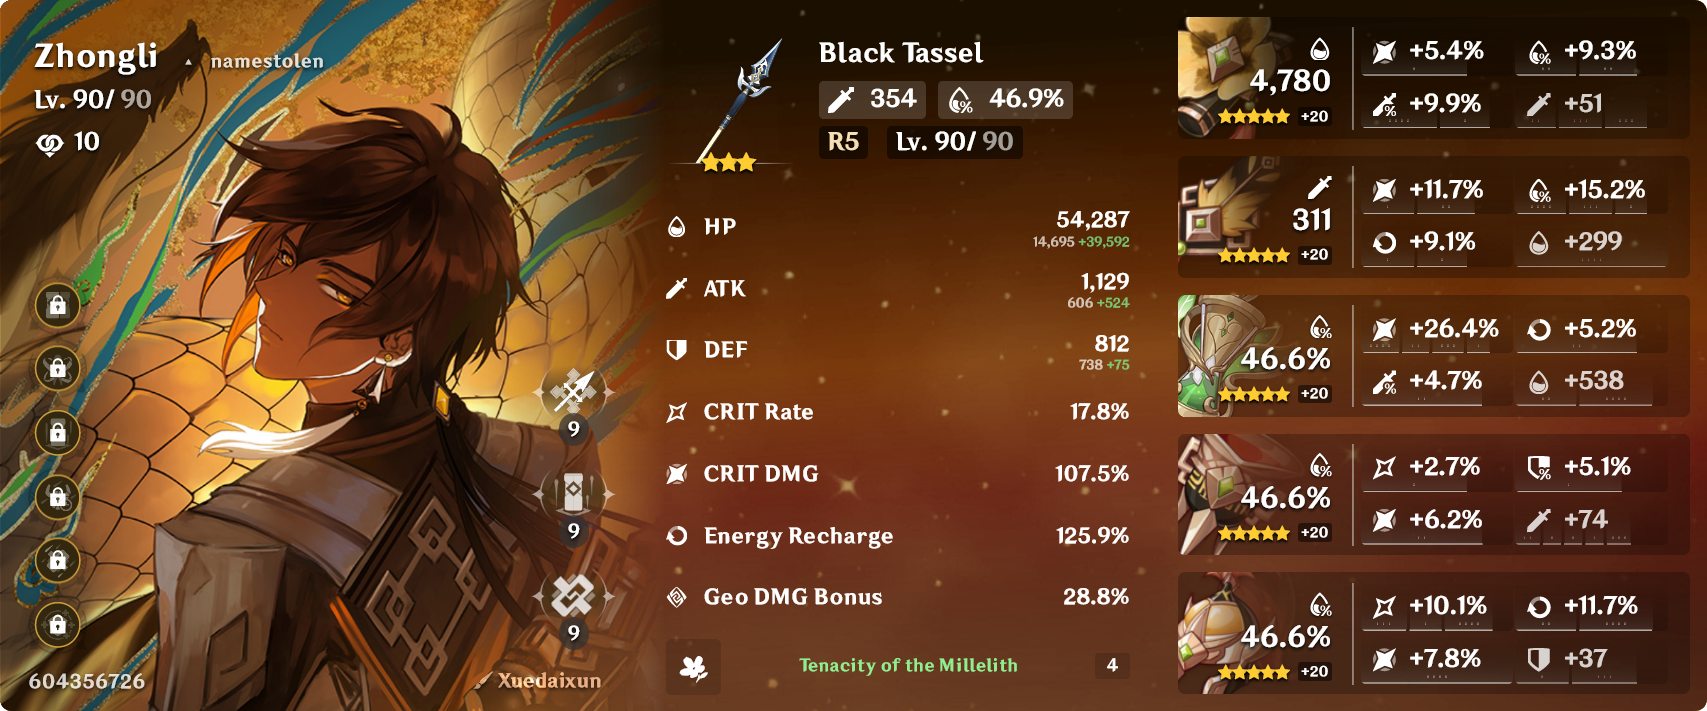 Zhongli ▲ namestolen
Lv. 90/ 90
10
9
9
9
604356726
Xuedaixun
Black Tassel
354 46.9%
R5 Lv. 90/ 90
HP 54,287
14,695 +39,592
ATK 1,129
606 +524
DEF 812
738 +75
CRIT Rate 17.8%
CRIT DMG 107.5%
Energy Recharge 125.9%
Geo DMG Bonus 28.8%
Tenacity of the Millelith 4
4,780
+20
+5.4% +9.3%
+9.9% +51
311
+20
+11.7% +15.2%
+9.1% +299
46.6%
+20
+26.4% +5.2%
+4.7% +538
46.6%
+20
+2.7% +5.1%
+6.2% +74
46.6%
+20
+10.1% +11.7%
+7.8% +37